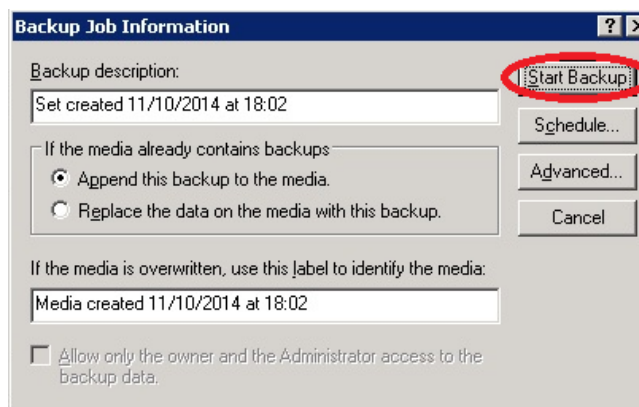 Backup Job Information
Backup description:
Start Backup
Set created 11/10/2014 at 18:02
Schedule...
If the media already contains backups
Append this backup to the media.
Advanced...
Replace the data on the media with this backup.
Cancel
If the media is overwritten, use this label to identify the media:
Media created 11/10/2014 at 18:02
Allow only the owner and the Administrator access to the
backup data.